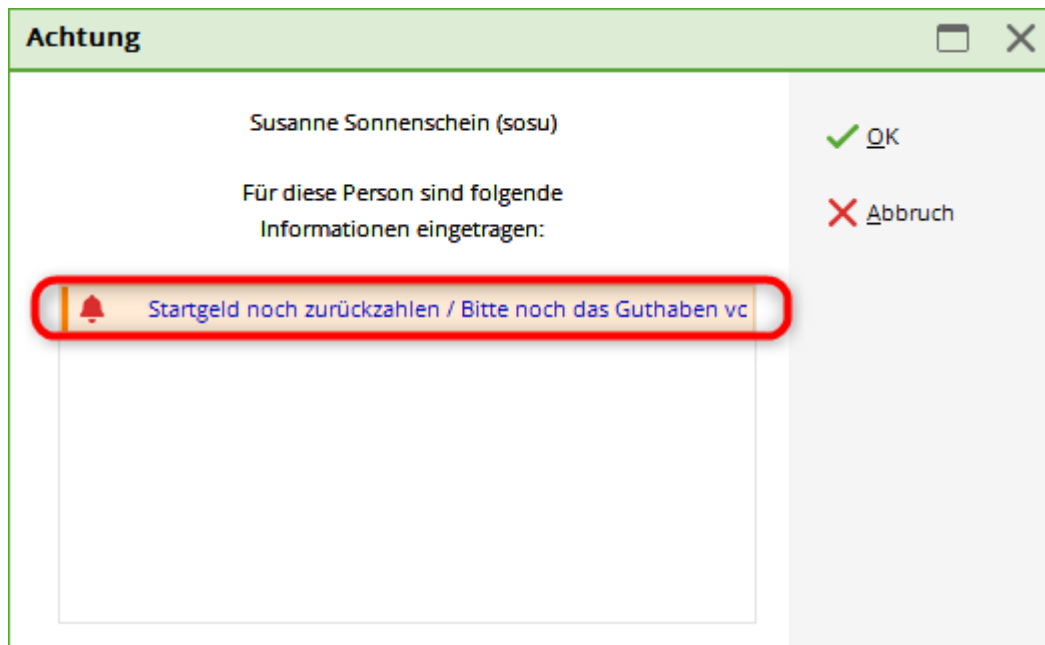 Achtung
Susanne Sonnenschein (sosu)
Für diese Person sind folgende
Informationen eingetragen:
Startgeld noch zurückzahlen / Bitte noch das Guthaben vc
OK
Abbruch